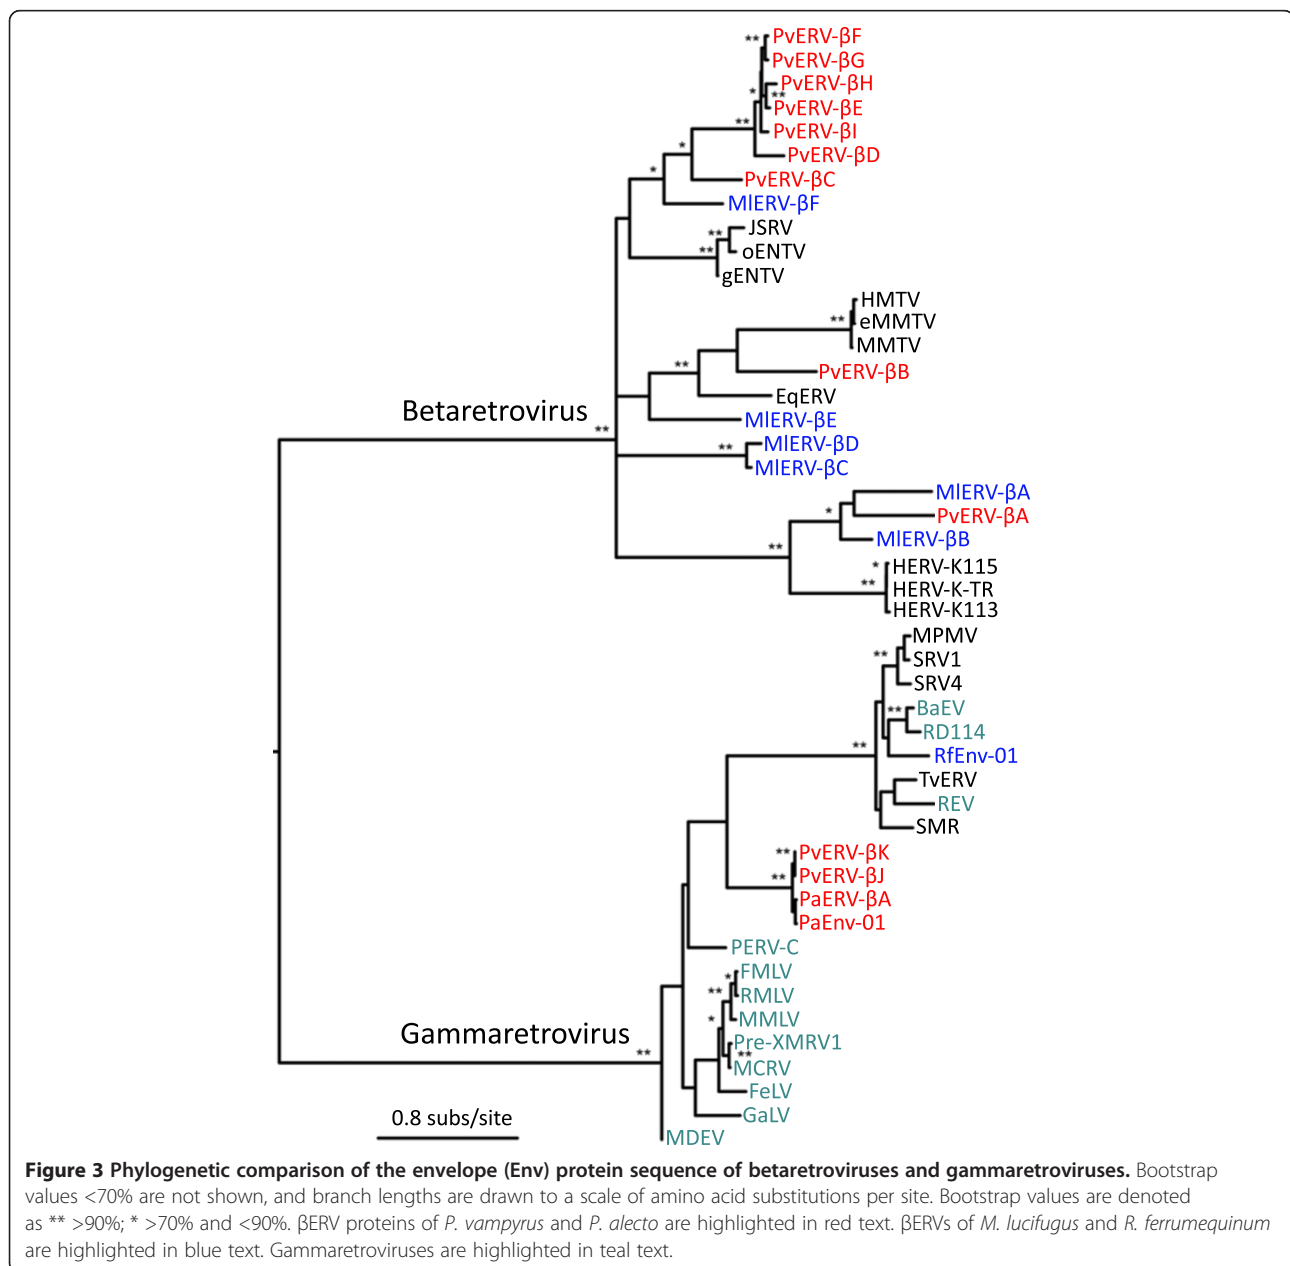 ** PvERV-βF
PvERV-βG
PvERV-βH
* **
PvERV-βE
** PvERV-βI
* PvERV-βD
* PvERV-βC
MlERV-βF
** JSRV
** oENTV
gENTV
HMTV
** eMMTV
MMTV
** PvERV-βB
EqERV
Betaretrovirus
MlERV-βE
**
** MlERV-βD
MlERV-βC
MlERV-βA
* PvERV-βA
** MlERV-βB
* HERV-K115
** HERV-K-TR
HERV-K113
MPMV
** SRV1
SRV4
** BaEV
RD114
** RfEnv-01
TvERV
REV
SMR
** PvERV-βK
** PvERV-βJ
PaERV-βA
PaEnv-01
PERV-C
* FMLV
** RMLV
* MMLV
Gammaretrovirus
Pre-XMRV1
** **
MCRV
FeLV
0.8 subs/site
GaLV
MDEV
Figure 3 Phylogenetic comparison of the envelope (Env) protein sequence of betaretroviruses and gammaretroviruses. Bootstrap
values <70% are not shown, and branch lengths are drawn to a scale of amino acid substitutions per site. Bootstrap values are denoted
as ** >90%; * >70% and <90%. βERV proteins of P. vampyrus and P. alecto are highlighted in red text. βERVs of M. lucifugus and R. ferrumequinum
are highlighted in blue text. Gammaretroviruses are highlighted in teal text.